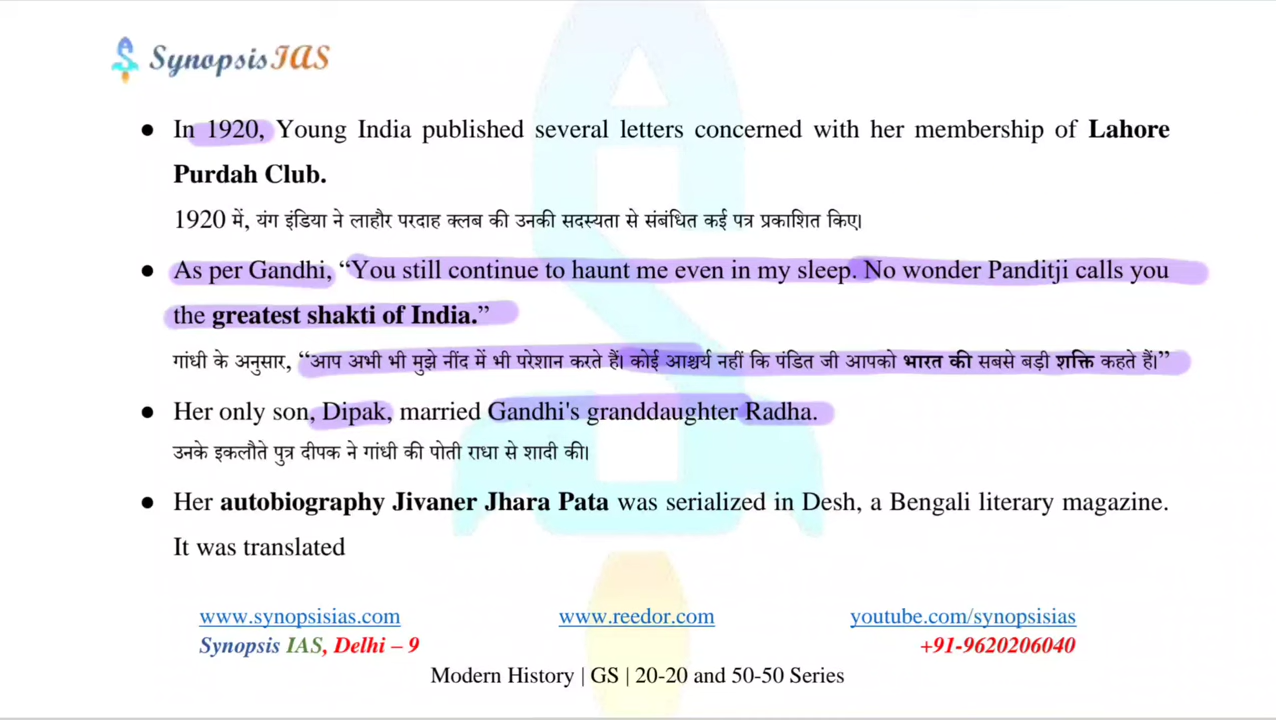 Synopsis IAS
● In 1920, Young India published several letters concerned with her membership of Lahore
Purdah Club.
1920 में, यंग इंडिया ने लाहौर परदाह क्लब की उनकी सदस्यता से संबंधित कई पत्र प्रकाशित किए।
● As per Gandhi, “You still continue to haunt me even in my sleep. No wonder Panditji calls you
the greatest shakti of India.”
गांधी के अनुसार, “आप अभी भी मुझे नींद में भी परेशान करते हैं। कोई आश्चर्य नहीं कि पंडित जी आपको भारत की सबसे बड़ी शक्ति कहते हैं।”
● Her only son, Dipak, married Gandhi's granddaughter Radha.
उनके इकलौते पुत्र दीपक ने गांधी की पोती राधा से शादी की।
● Her autobiography Jivaner Jhara Pata was serialized in Desh, a Bengali literary magazine.
It was translated
www.synopsisias.com www.reedor.com youtube.com/synopsisias
Synopsis IAS, Delhi – 9 +91-9620206040
Modern History | GS | 20-20 and 50-50 Series